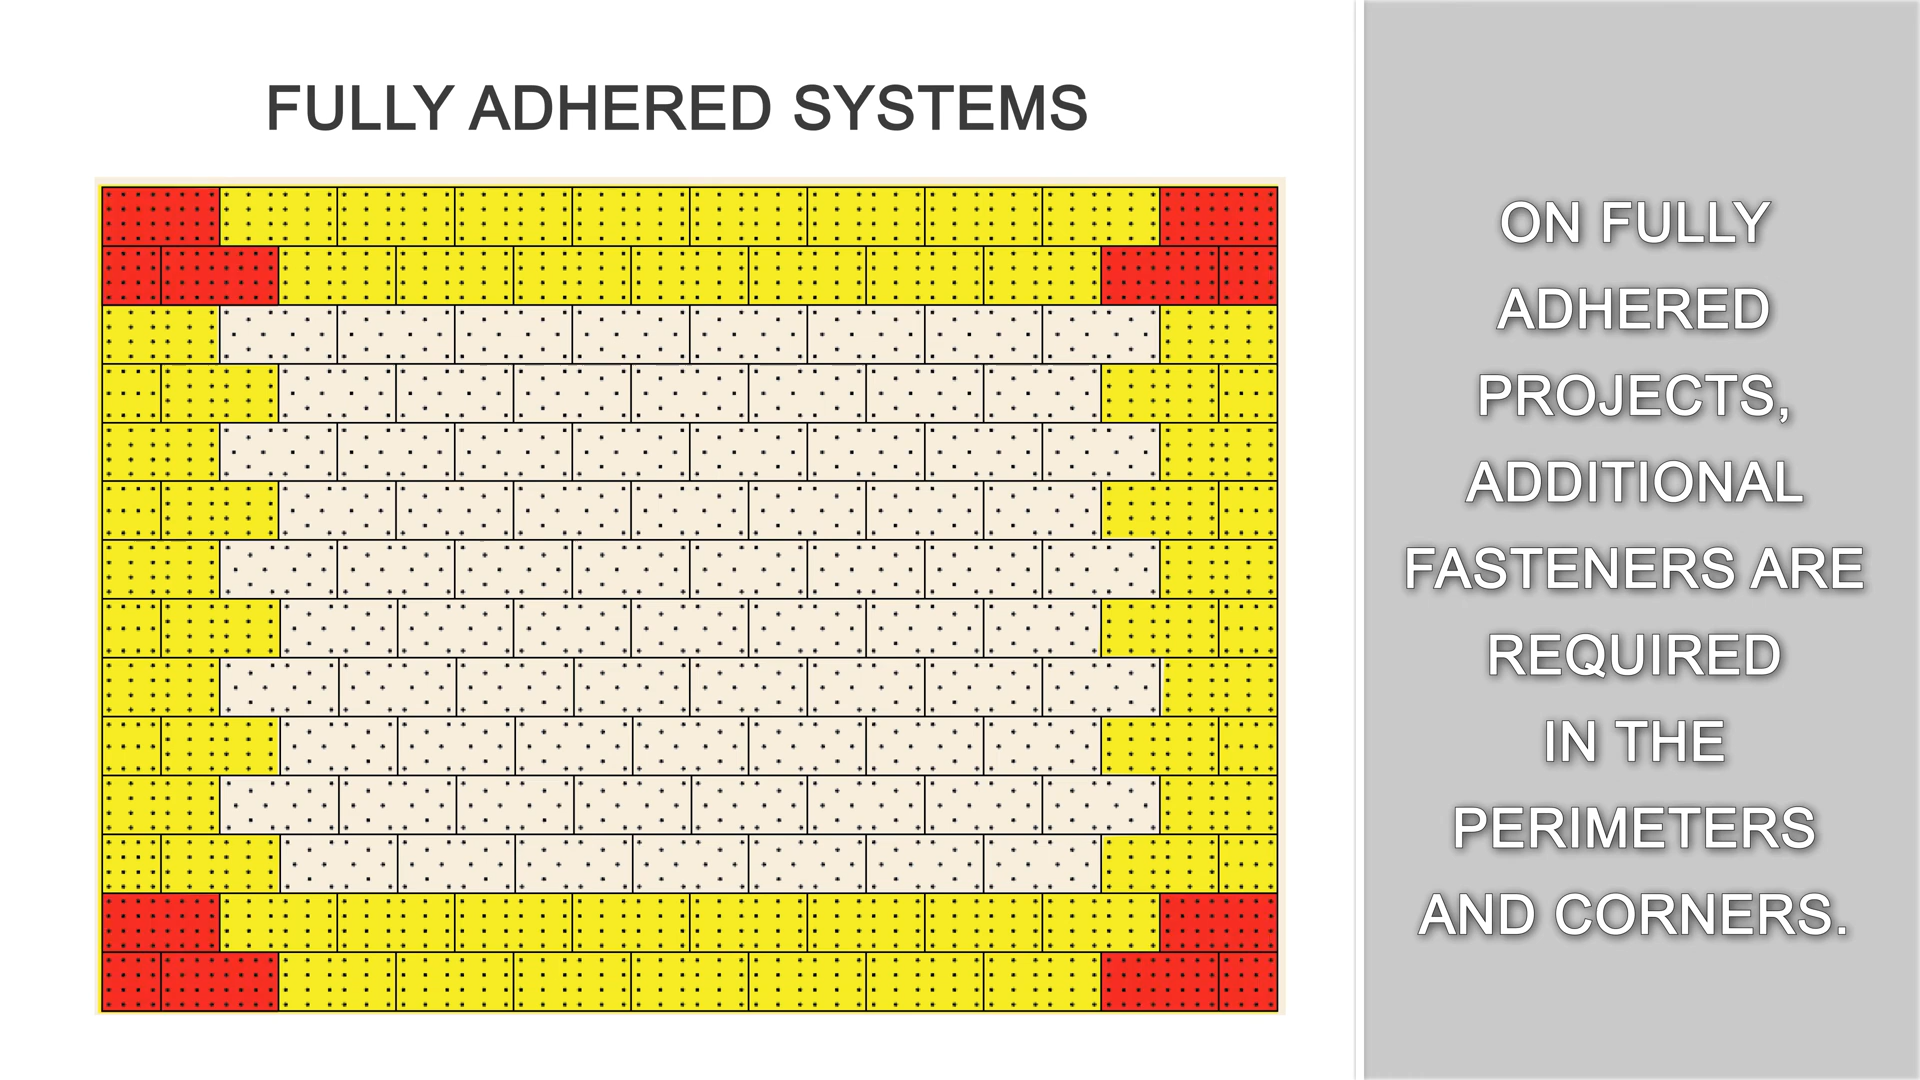 FULLY ADHERED SYSTEMS
ON FULLY
ADHERED
PROJECTS,
ADDITIONAL
FASTENERS ARE
REQUIRED
IN THE
PERIMETERS
AND CORNERS.